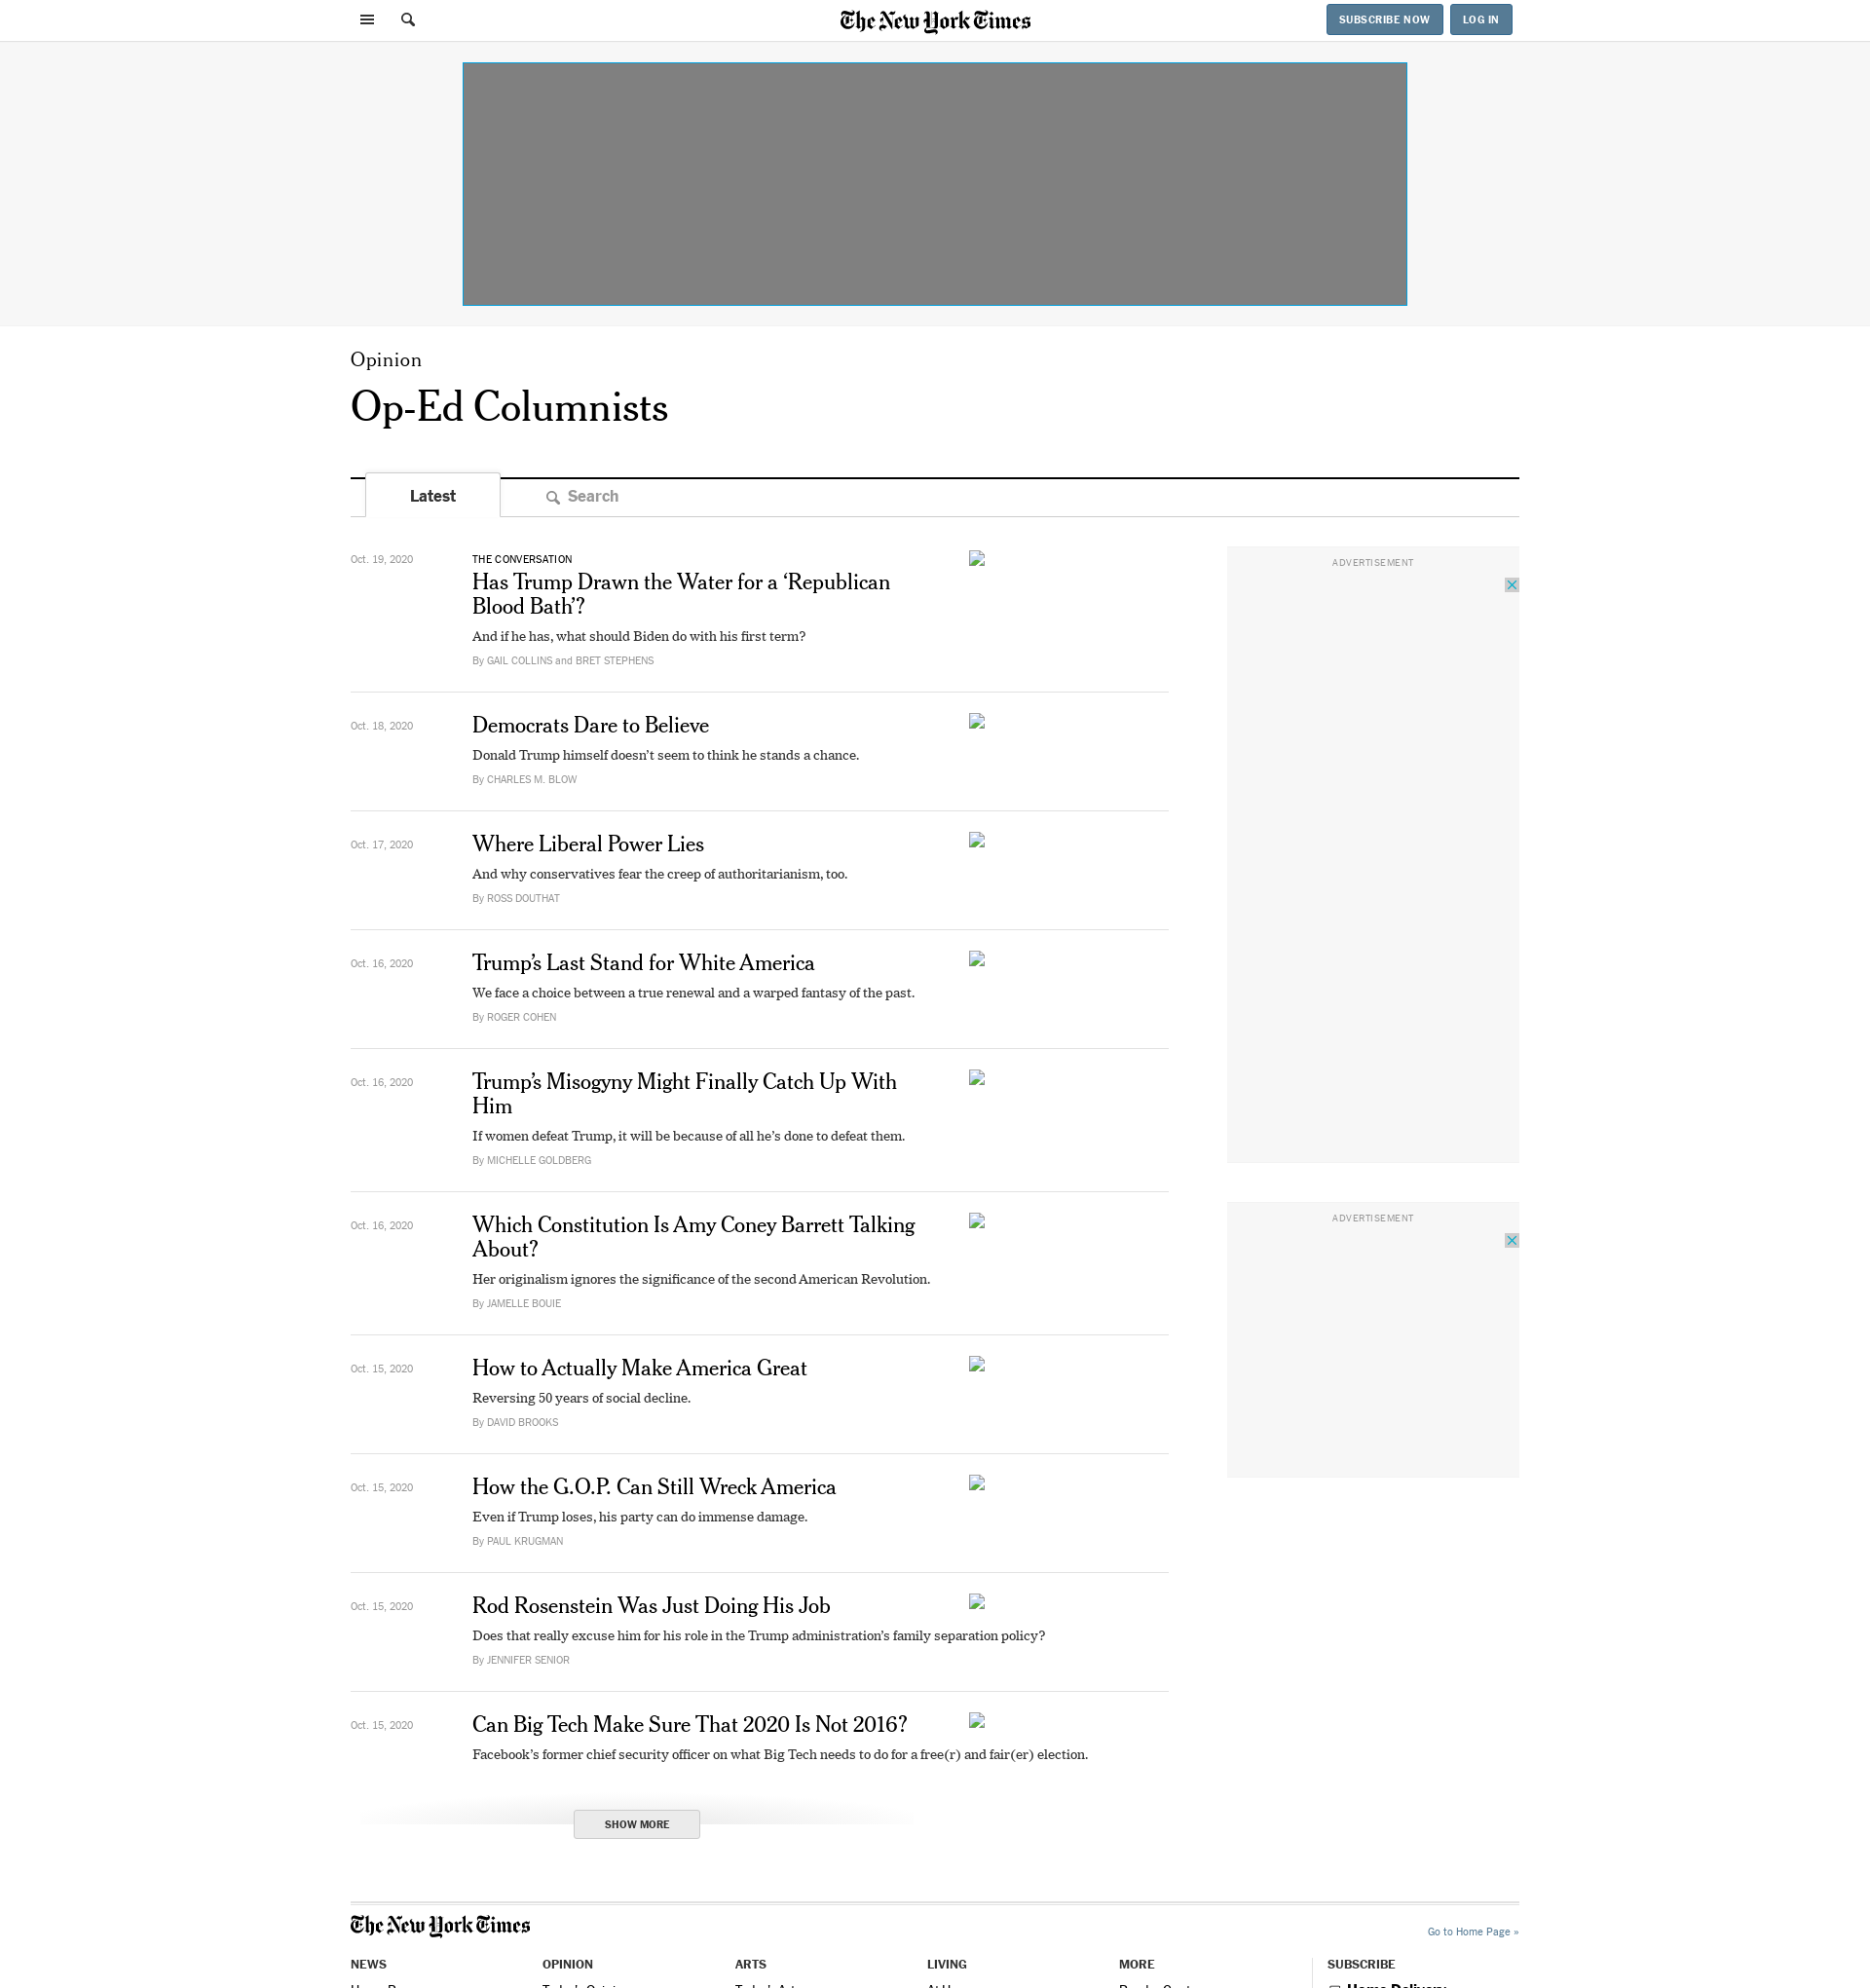 The New York Times
SUBSCRIBE NOW
LOG IN
Opinion
Op-Ed Columnists
Latest
Search
Oct. 19, 2020
THE CONVERSATION
Has Trump Drawn the Water for a ‘Republican
Blood Bath’?
And if he has, what should Biden do with his first term?
By GAIL COLLINS and BRET STEPHENS
Oct. 18, 2020
Democrats Dare to Believe
Donald Trump himself doesn’t seem to think he stands a chance.
By CHARLES M. BLOW
Oct. 17, 2020
Where Liberal Power Lies
And why conservatives fear the creep of authoritarianism, too.
By ROSS DOUTHAT
Oct. 16, 2020
Trump’s Last Stand for White America
We face a choice between a true renewal and a warped fantasy of the past.
By ROGER COHEN
Oct. 16, 2020
Trump’s Misogyny Might Finally Catch Up With
Him
If women defeat Trump, it will be because of all he’s done to defeat them.
By MICHELLE GOLDBERG
Oct. 16, 2020
Which Constitution Is Amy Coney Barrett Talking
About?
Her originalism ignores the significance of the second American Revolution.
By JAMELLE BOUIE
Oct. 15, 2020
How to Actually Make America Great
Reversing 50 years of social decline.
By DAVID BROOKS
Oct. 15, 2020
How the G.O.P. Can Still Wreck America
Even if Trump loses, his party can do immense damage.
By PAUL KRUGMAN
Oct. 15, 2020
Rod Rosenstein Was Just Doing His Job
Does that really excuse him for his role in the Trump administration’s family separation policy?
By JENNIFER SENIOR
Oct. 15, 2020
Can Big Tech Make Sure That 2020 Is Not 2016?
Facebook’s former chief security officer on what Big Tech needs to do for a free(r) and fair(er) election.
SHOW MORE
ADVERTISEMENT
ADVERTISEMENT
The New York Times
Go to Home Page »
NEWS
OPINION
ARTS
LIVING
MORE
SUBSCRIBE
Home Delivery